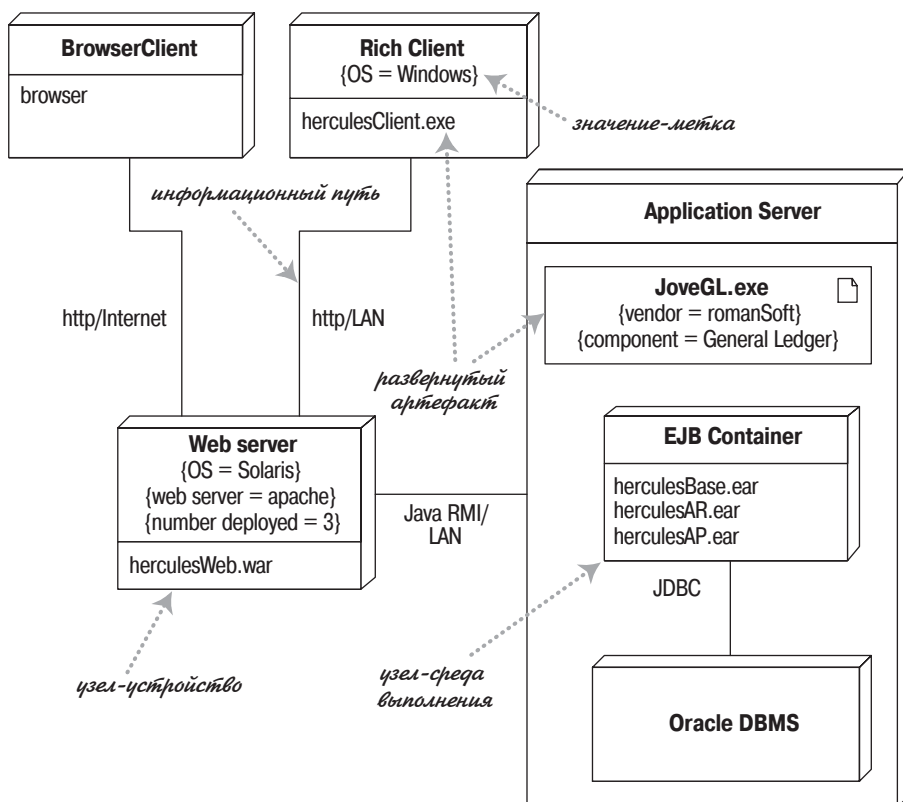 BrowserClient
browser
Rich Client
{OS = Windows}
herculesClient.exe
значение-метка
информационный путь
http/Internet
http/LAN
Application Server
JoveGL.exe
{vendor = romanSoft}
{component = General Ledger}
развернутый
артефакт
Web server
{OS = Solaris}
{web server = apache}
{number deployed = 3}
herculesWeb.war
Java RMI/
LAN
EJB Container
herculesBase.ear
herculesAR.ear
herculesAP.ear
JDBC
узел-устройство
узел-среда
выполнения
Oracle DBMS